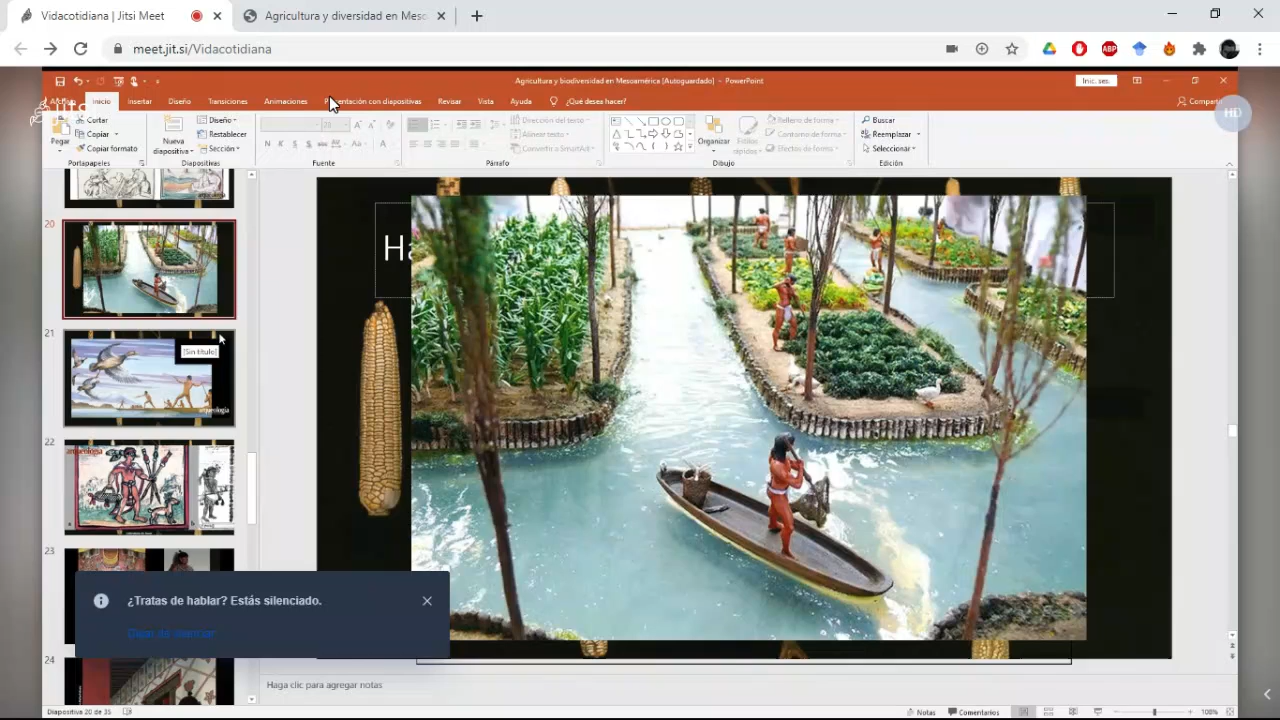 Vidacotidiana | Jitsi Meet
Agricultura y diversidad en Meso
meet.jit.si/Vidacotidiana
ABP
Agricultura y biodiversidad en Mesoamérica [Autoguardado] - PowerPoint
Inic. ses.
Inicio
Insertar
Diseño
Transiciones
Animaciones
Presentación con diapositivas
Revisar
Vista
Ayuda
¿Qué desea hacer?
HD
Pegar
Cortar
Copiar
Copiar formato
Portapapeles
Nueva
diapositiva
Diseño
Restablecer
Sección
Diapositivas
Fuente
Dirección del texto
Alinear texto
Convertir a SmartArt
Párrafo
Organizar
Estilos
rápidos
Relleno de forma
Contorno de forma
Efectos de forma
Dibujo
Buscar
Reemplazar
Seleccionar
Edición
20
21
[Sin título]
arqueología
22
arqueología
23
24
Ha
¿Tratas de hablar? Estás silenciado.
Haga clic para agregar notas
Diapositiva 20 de 35
Notas
Comentarios
100%